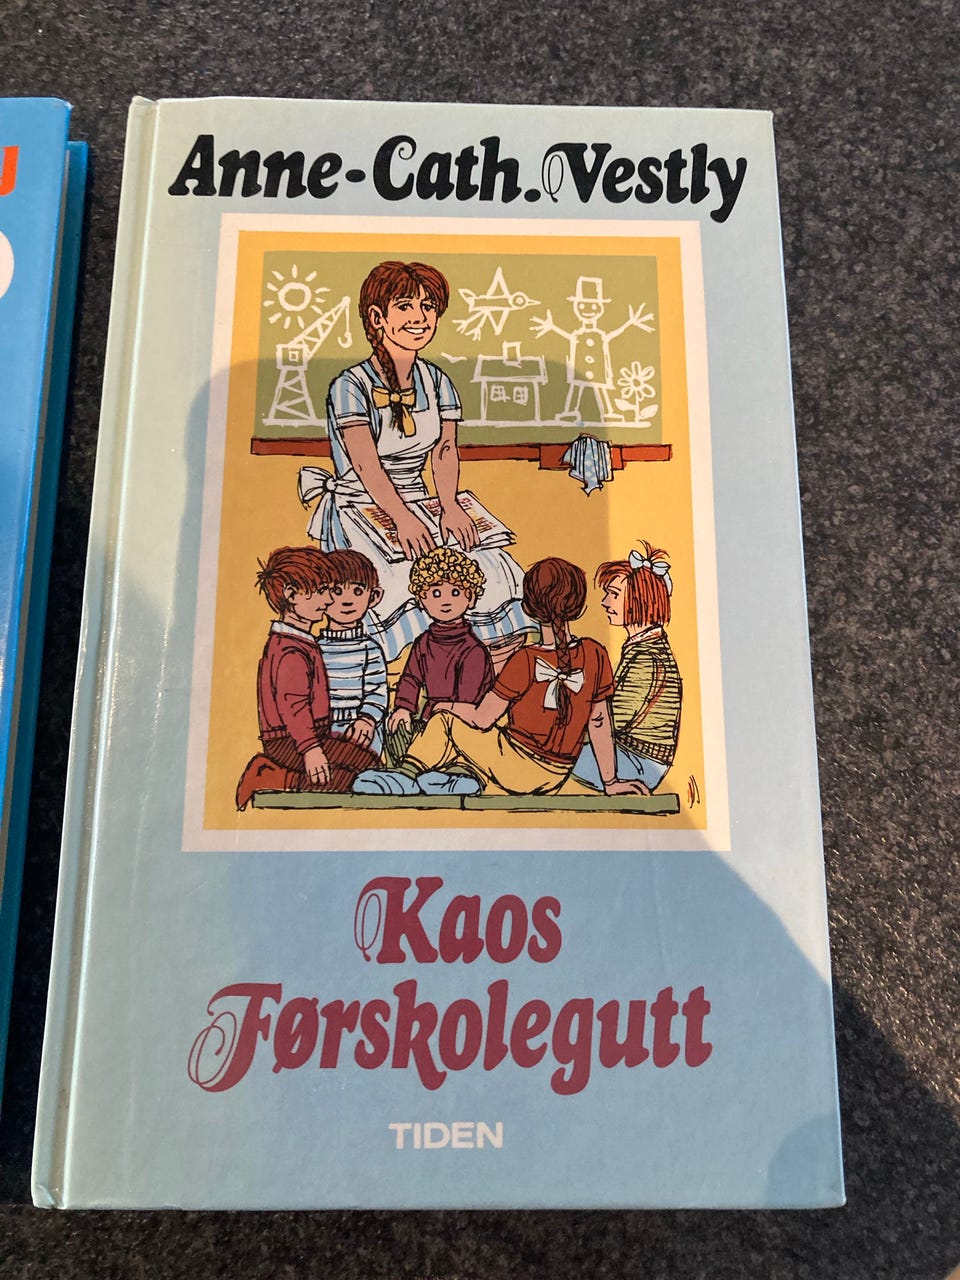 Anne-Cath. Vestly
Kaos
Førskolegutt
TIDEN